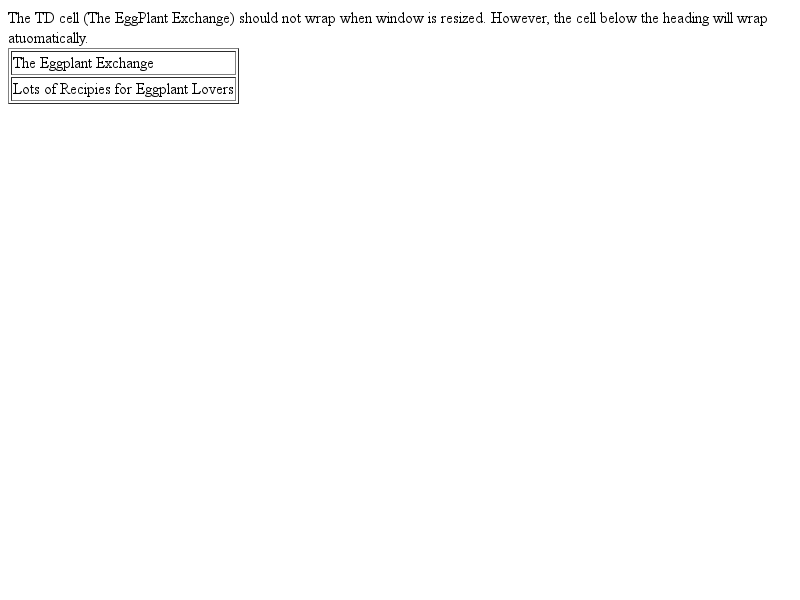 The TD cell (The EggPlant Exchange) should not wrap when window is resized. However, the cell below the heading will wrap
atuomatically.
The Eggplant Exchange
Lots of Recipies for Eggplant Lovers